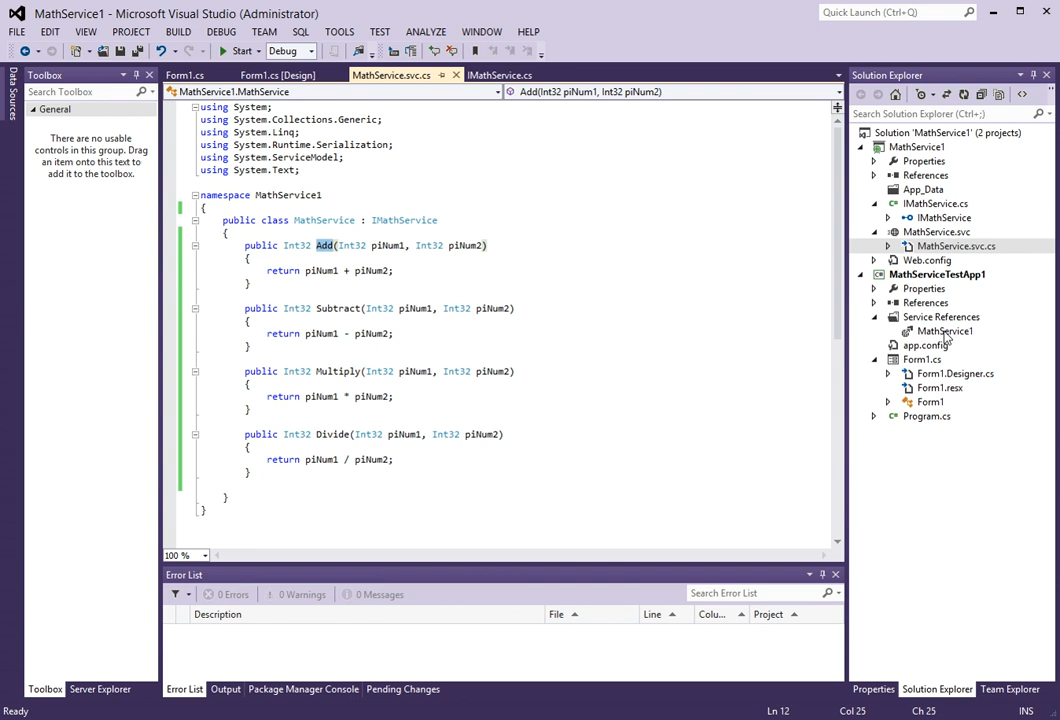 MathService1 - Microsoft Visual Studio (Administrator)
Quick Launch (Ctrl+Q)
FILE EDIT VIEW PROJECT BUILD DEBUG TEAM SQL TOOLS TEST ANALYZE WINDOW HELP
Start Debug
Data Sources
Toolbox
Search Toolbox
General
There are no usable
controls in this group. Drag
an item onto this text to
add it to the toolbox.
Form1.cs Form1.cs [Design] MathService.svc.cs IMathService.cs
MathService1.MathService Add(Int32 piNum1, Int32 piNum2)
using System;
using System.Collections.Generic;
using System.Linq;
using System.Runtime.Serialization;
using System.ServiceModel;
using System.Text;
namespace MathService1
{
public class MathService : IMathService
{
public Int32 Add(Int32 piNum1, Int32 piNum2)
{
return piNum1 + piNum2;
}
public Int32 Subtract(Int32 piNum1, Int32 piNum2)
{
return piNum1 - piNum2;
}
public Int32 Multiply(Int32 piNum1, Int32 piNum2)
{
return piNum1 * piNum2;
}
public Int32 Divide(Int32 piNum1, Int32 piNum2)
{
return piNum1 / piNum2;
}
}
}
100 %
Error List
0 Errors 0 Warnings 0 Messages
Search Error List
Description File Line Colu... Project
Solution Explorer
Search Solution Explorer (Ctrl+;)
Solution 'MathService1' (2 projects)
MathService1
Properties
References
App_Data
IMathService.cs
IMathService
MathService.svc
MathService.svc.cs
Web.config
MathServiceTestApp1
Properties
References
Service References
MathService1
app.config
Form1.cs
Form1.Designer.cs
Form1.resx
Form1
Program.cs
Toolbox Server Explorer
Error List Output Package Manager Console Pending Changes
Properties Solution Explorer Team Explorer
Ready Ln 12 Col 25 Ch 25 INS